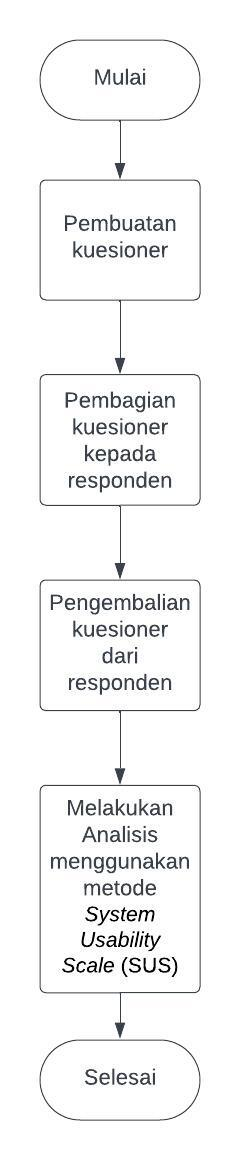 Mulai
Pembuatan
kuesioner
Pembagian
kuesioner
kepada
responden
Pengembalian
kuesioner
dari
responden
Melakukan
Analisis
menggunakan
metode
System
Usability
Scale (SUS)
Selesai